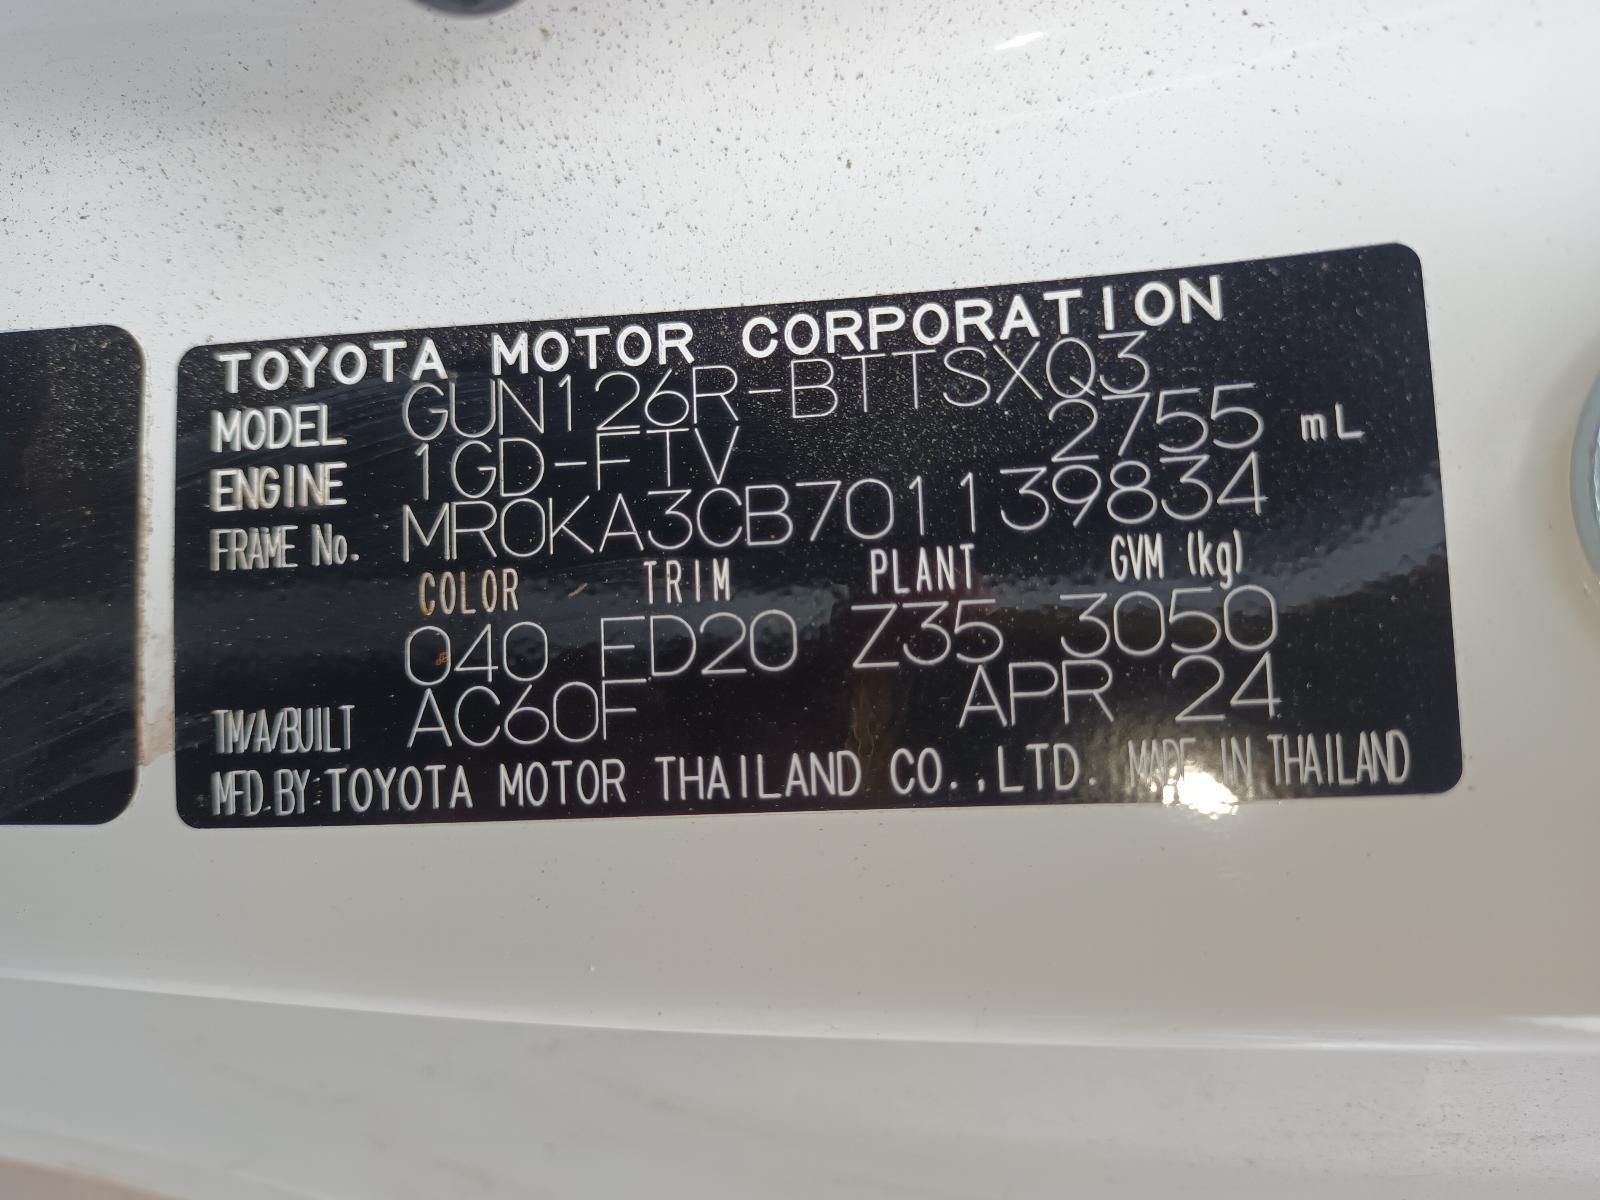 TOYOTA MOTOR CORPORATION
MODEL GUN126R-BTTSXQ3
ENGINE 1GD-FTV 2755 mL
FRAME No. MR0KA3CB701139834
COLOR TRIM PLANT GVM (kg)
040 FD20 Z35 3050
TM/A/BUILT AC60F APR 24
MFD. BY: TOYOTA MOTOR THAILAND CO., LTD. MADE IN THAILAND